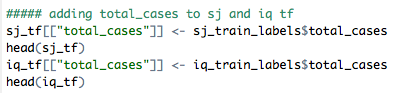 ##### adding total_cases to sj and iq tf
sj_tf[["total_cases"]] <- sj_train_labels$total_cases
head(sj_tf)
iq_tf[["total_cases"]] <- iq_train_labels$total_cases
head(iq_tf)